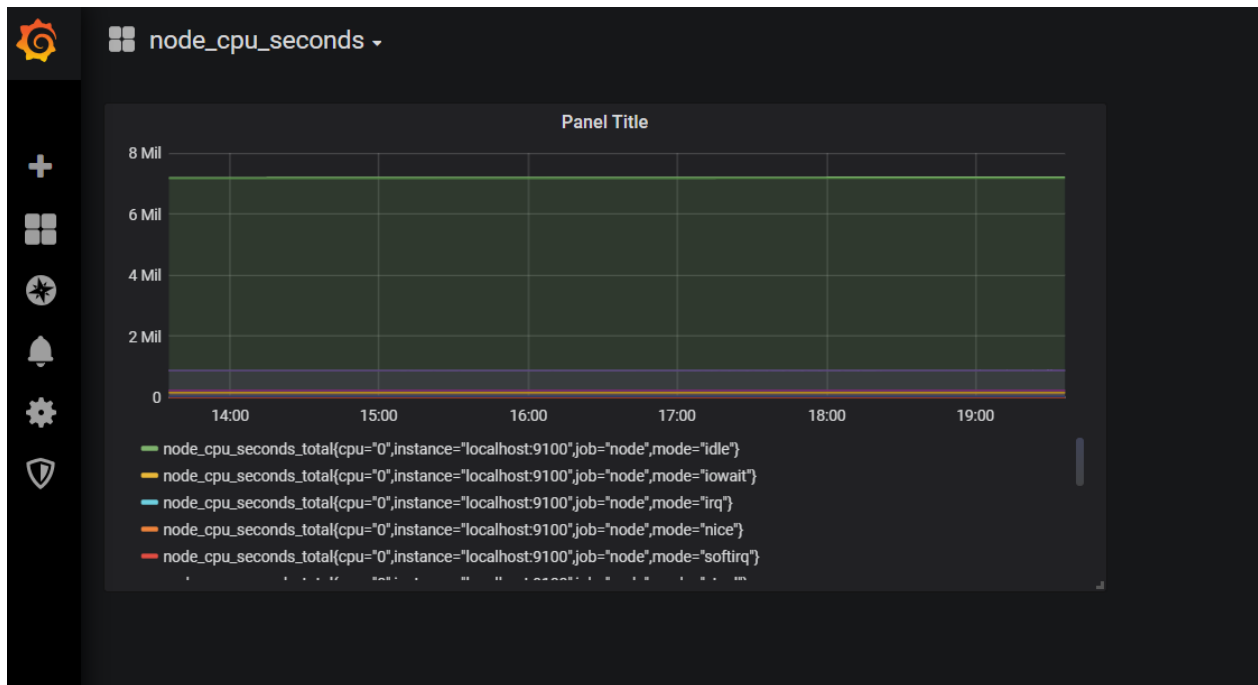 node_cpu_seconds
Panel Title
8 Mil
6 Mil
4 Mil
2 Mil
0
14:00 15:00 16:00 17:00 18:00 19:00
node_cpu_seconds_total{cpu="0",instance="localhost:9100",job="node",mode="idle"}
node_cpu_seconds_total{cpu="0",instance="localhost:9100",job="node",mode="iowait"}
node_cpu_seconds_total{cpu="0",instance="localhost:9100",job="node",mode="irq"}
node_cpu_seconds_total{cpu="0",instance="localhost:9100",job="node",mode="nice"}
node_cpu_seconds_total{cpu="0",instance="localhost:9100",job="node",mode="softirq"}